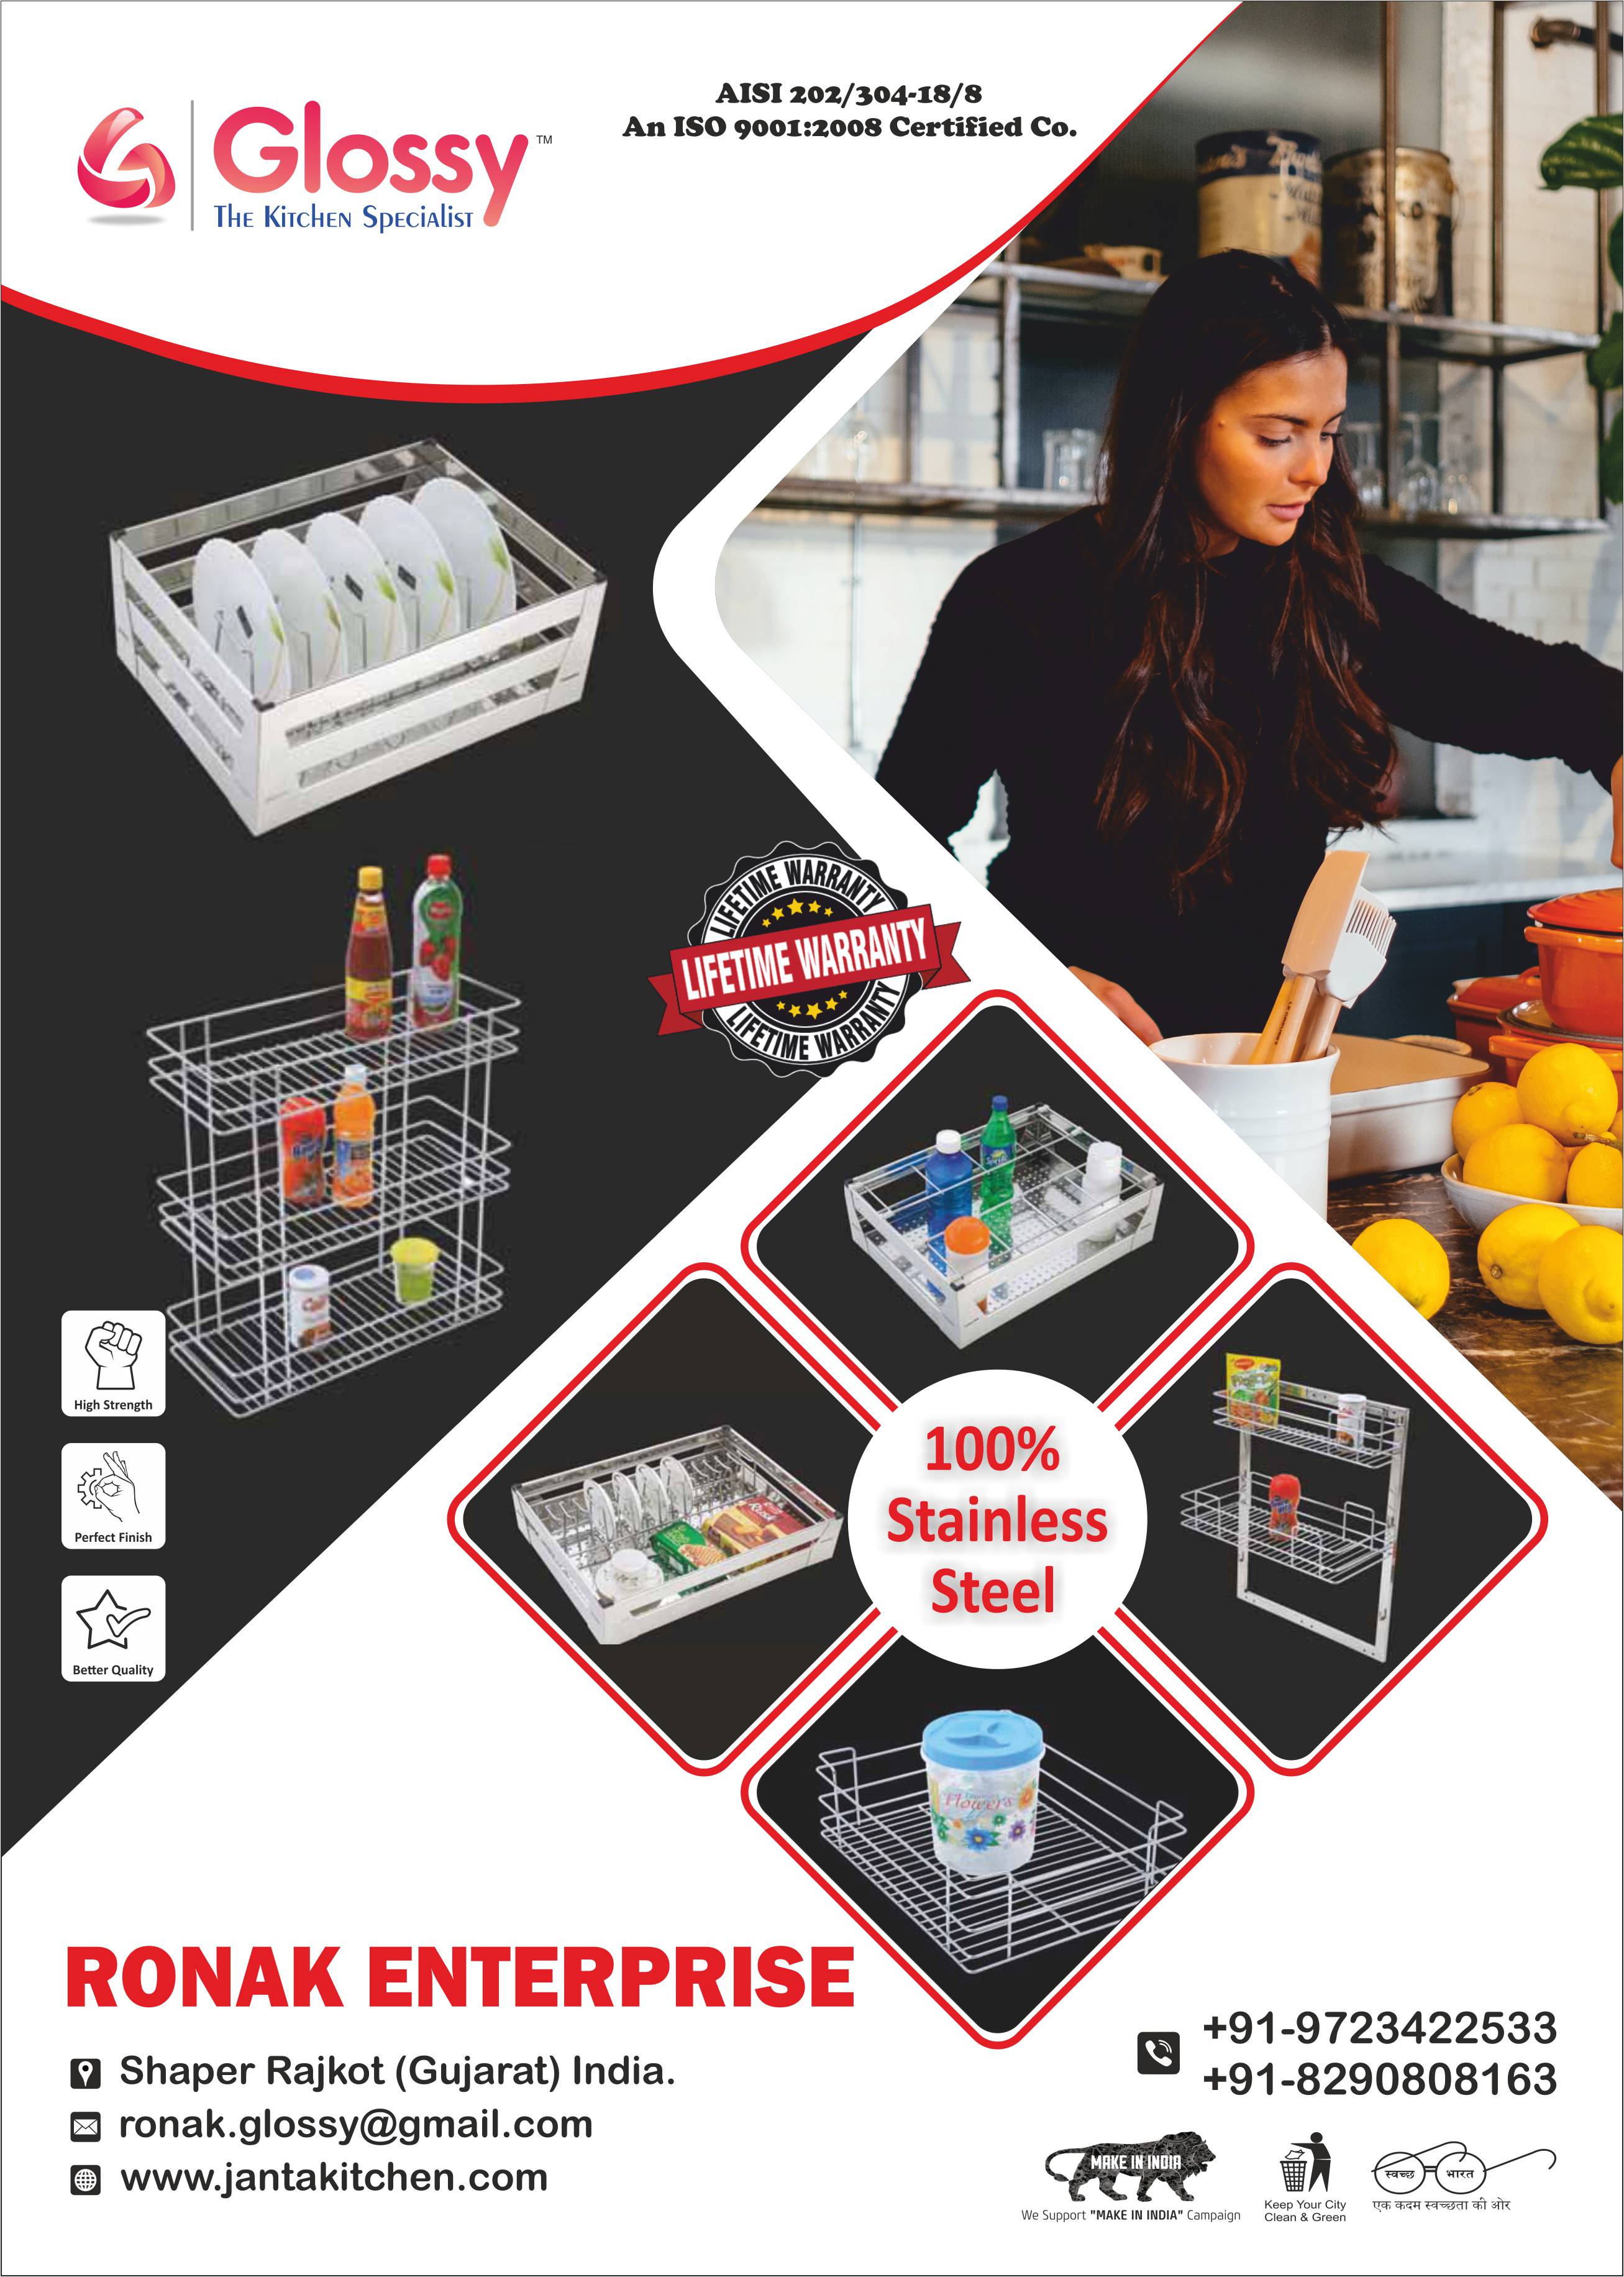 AISI 202/304-18/8
An ISO 9001:2008 Certified Co.
Glossy™
The Kitchen Specialist
LIFETIME WARRANTY
LIFETIME WARRANTY
LIFETIME WARRANTY
Sprite
High Strength
Perfect Finish
Better Quality
100%
Stainless
Steel
Flowers
RONAK ENTERPRISE
Shaper Rajkot (Gujarat) India.
ronak.glossy@gmail.com
www.jantakitchen.com
+91-9723422533
+91-8290808163
MAKE IN INDIA
We Support "MAKE IN INDIA" Campaign
Keep Your City
Clean & Green
स्वच्छ भारत
एक कदम स्वच्छता की ओर